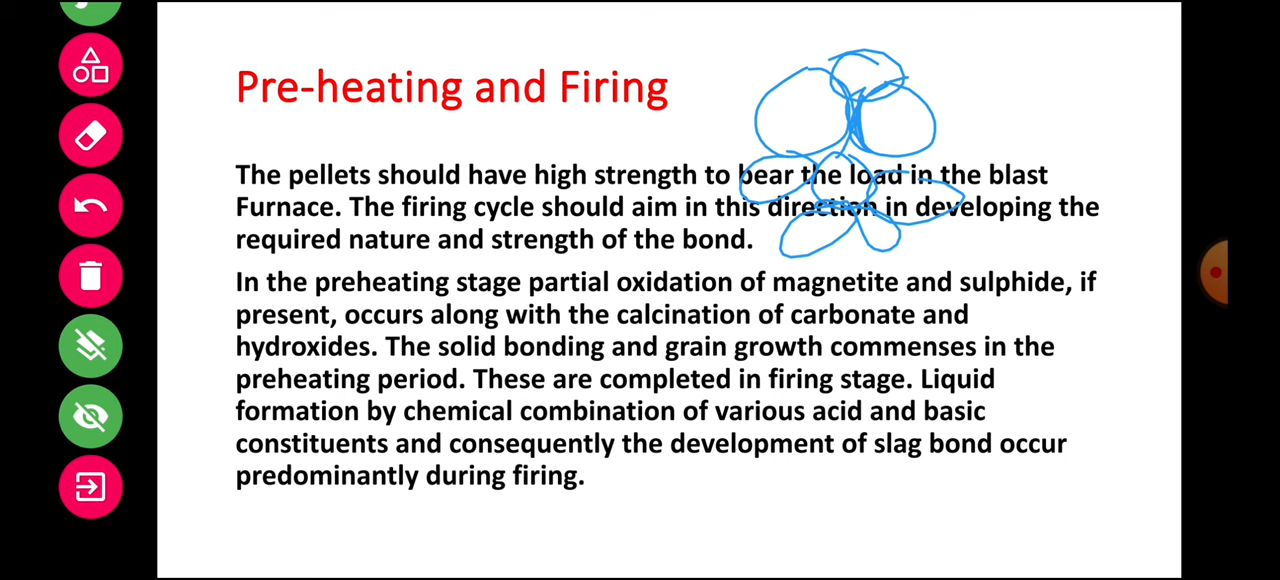 Pre-heating and Firing
The pellets should have high strength to bear the load in the blast
Furnace. The firing cycle should aim in this direction in developing the
required nature and strength of the bond.
In the preheating stage partial oxidation of magnetite and sulphide, if
present, occurs along with the calcination of carbonate and
hydroxides. The solid bonding and grain growth commenses in the
preheating period. These are completed in firing stage. Liquid
formation by chemical combination of various acid and basic
constituents and consequently the development of slag bond occur
predominantly during firing.